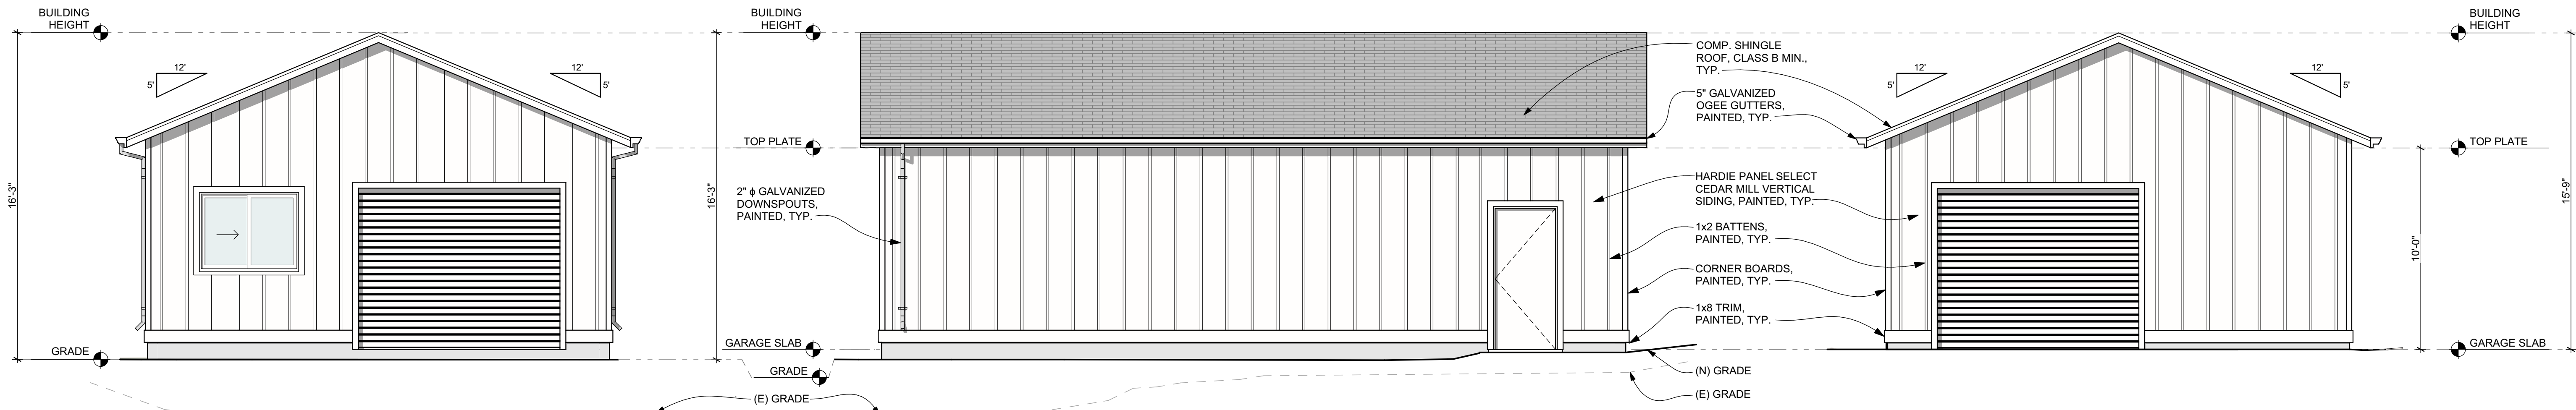 BUILDING
HEIGHT
12'
5'
12'
5'
16'-3"
GRADE
BUILDING
HEIGHT
TOP PLATE
16'-3"
2" ϕ GALVANIZED
DOWNSPOUTS,
PAINTED, TYP.
GARAGE SLAB
GRADE
(E) GRADE
COMP. SHINGLE
ROOF, CLASS B MIN.,
TYP.
5" GALVANIZED
OGEE GUTTERS,
PAINTED, TYP.
HARDIE PANEL SELECT
CEDAR MILL VERTICAL
SIDING, PAINTED, TYP.
1x2 BATTENS,
PAINTED, TYP.
CORNER BOARDS,
PAINTED, TYP.
1x8 TRIM,
PAINTED, TYP.
(N) GRADE
(E) GRADE
12'
5'
12'
5'
BUILDING
HEIGHT
TOP PLATE
10'-0"
15'-9"
GARAGE SLAB